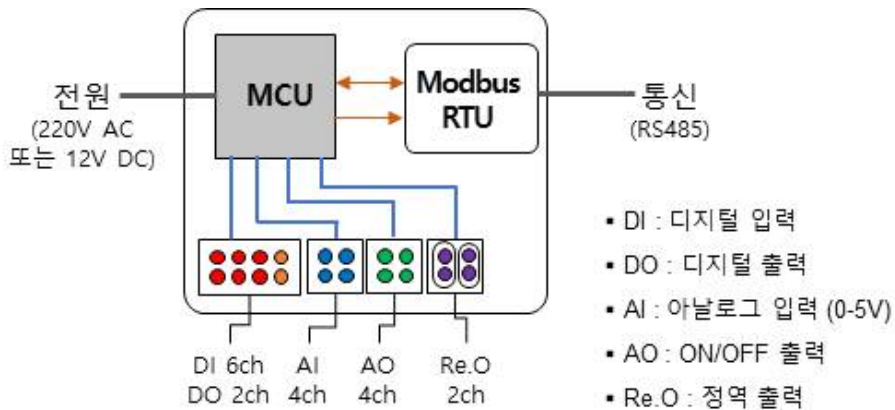 MCU
Modbus
RTU
전원
(220V AC
또는 12V DC)
통신
(RS485)
DI 6ch
DO 2ch
AI
4ch
AO
4ch
Re.O
2ch
▪ DI : 디지털 입력
▪ DO : 디지털 출력
▪ AI : 아날로그 입력 (0-5V)
▪ AO : ON/OFF 출력
▪ Re.O : 정역 출력